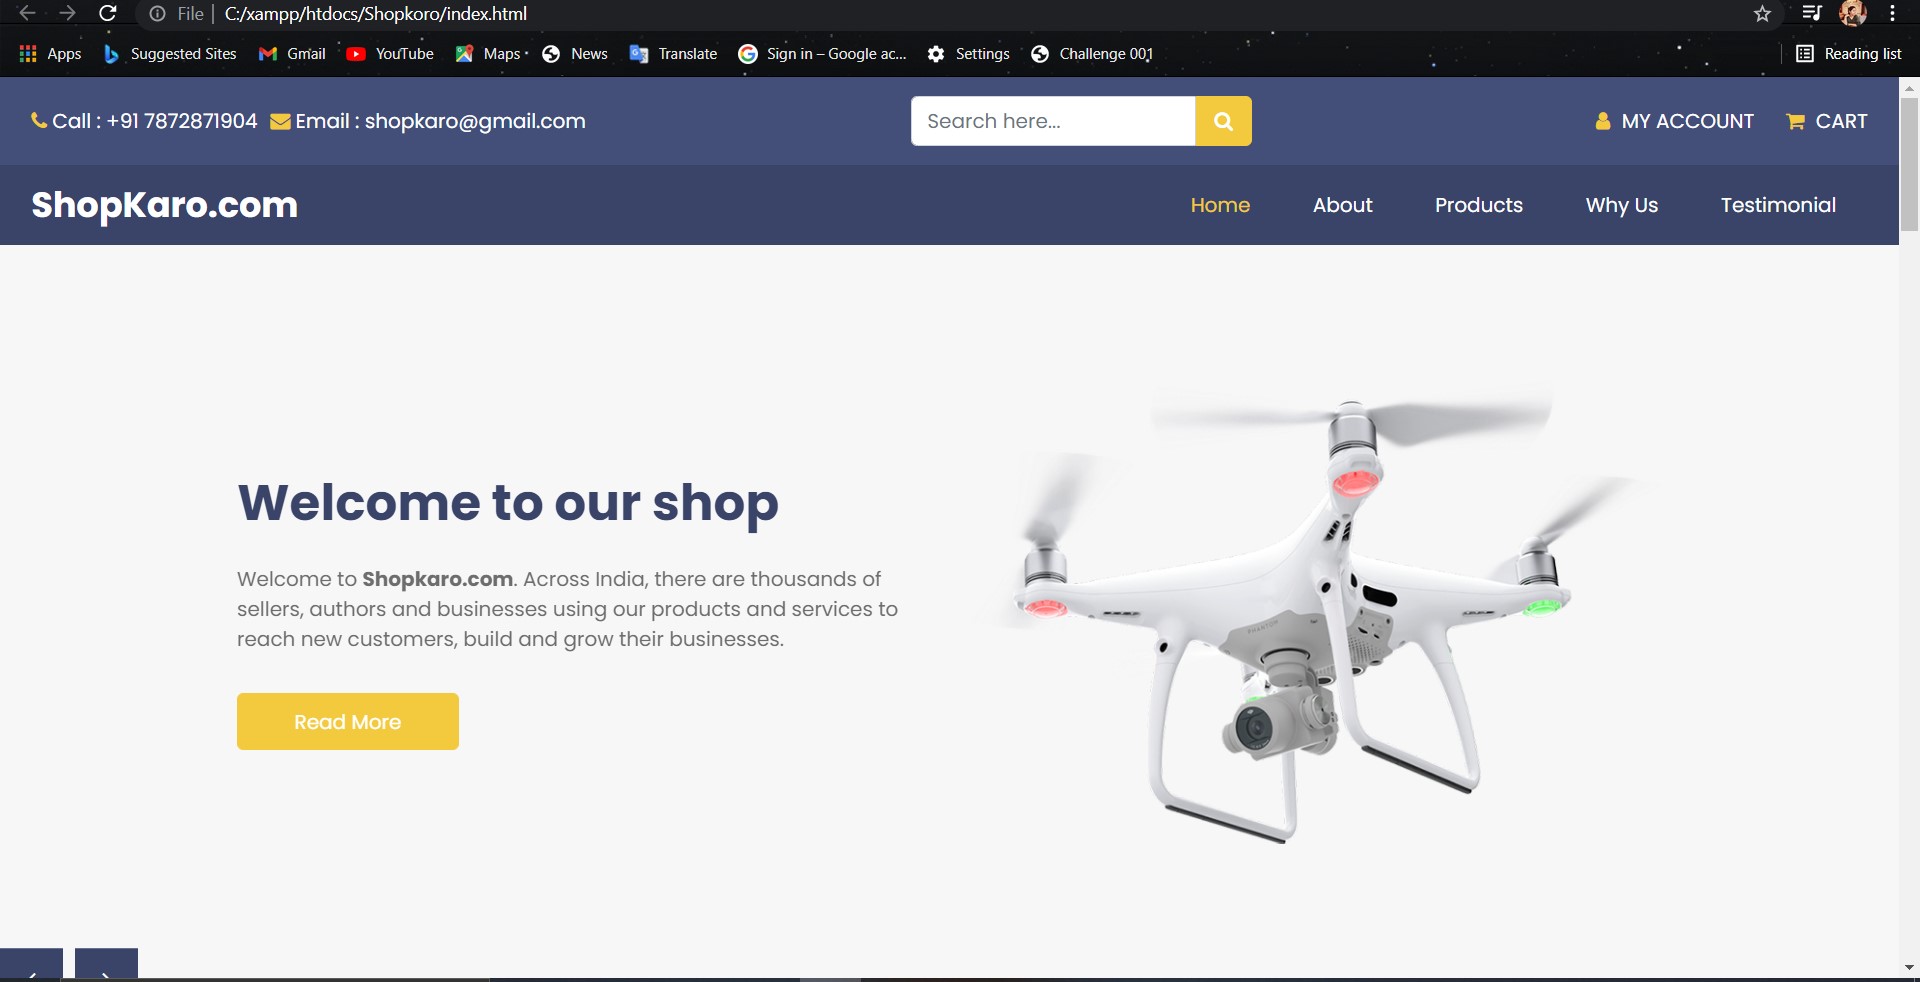 File | C:/xampp/htdocs/Shopkoro/index.html
Apps Suggested Sites Gmail YouTube Maps News Translate Sign in – Google ac... Settings Challenge 001 Reading list
Call : +91 7872871904 Email : shopkaro@gmail.com Search here... MY ACCOUNT CART
ShopKaro.com Home About Products Why Us Testimonial
Welcome to our shop
Welcome to Shopkaro.com. Across India, there are thousands of
sellers, authors and businesses using our products and services to
reach new customers, build and grow their businesses.
Read More
PHANTOM